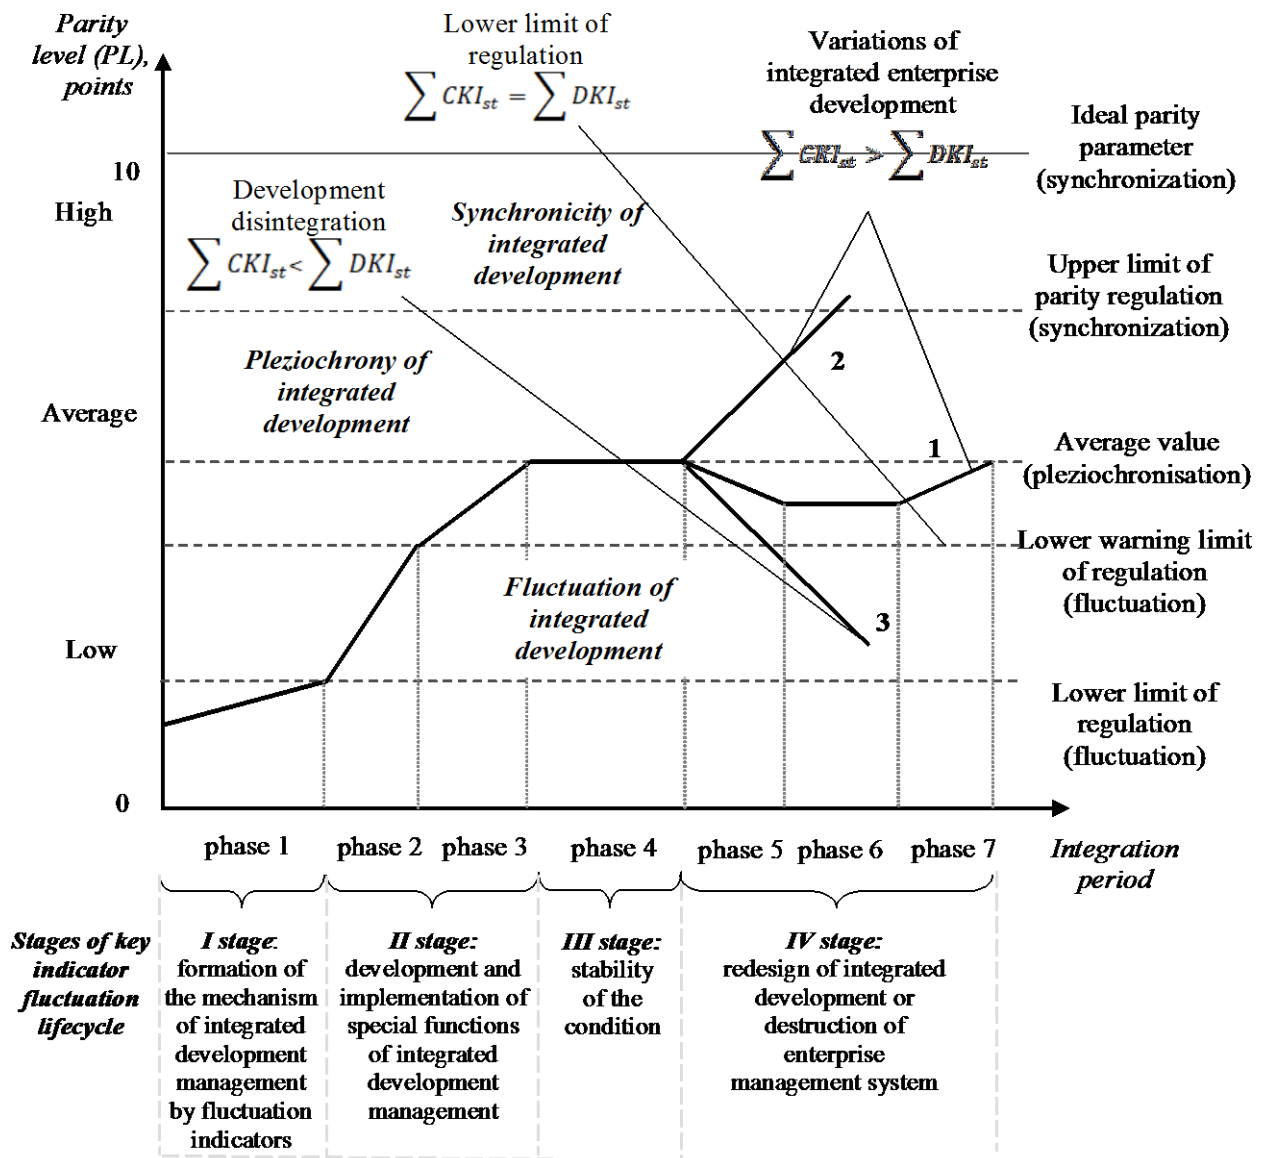 Parity
level (PL),
points
Lower limit of
regulation
∑ CKIst = ∑ DKIst
Variations of
integrated enterprise
development
∑ CKIst > ∑ DKIst
Ideal parity
parameter
(synchronization)
10
High
Development
disintegration
∑ CKIst < ∑ DKIst
Synchronicity of
integrated
development
Upper limit of
parity regulation
(synchronization)
Pleziochrony of
integrated
development
2
Average
1
Average value
(pleziochronisation)
Lower warning limit
of regulation
(fluctuation)
Fluctuation of
integrated
development
3
Low
Lower limit of
regulation
(fluctuation)
0
phase 1
phase 2
phase 3
phase 4
phase 5
phase 6
phase 7
Integration
period
Stages of key
indicator
fluctuation
lifecycle
I stage:
formation of
the mechanism
of integrated
development
management
by fluctuation
indicators
II stage:
development and
implementation of
special functions
of integrated
development
management
III stage:
stability
of the
condition
IV stage:
redesign of integrated
development or
destruction of
enterprise
management system